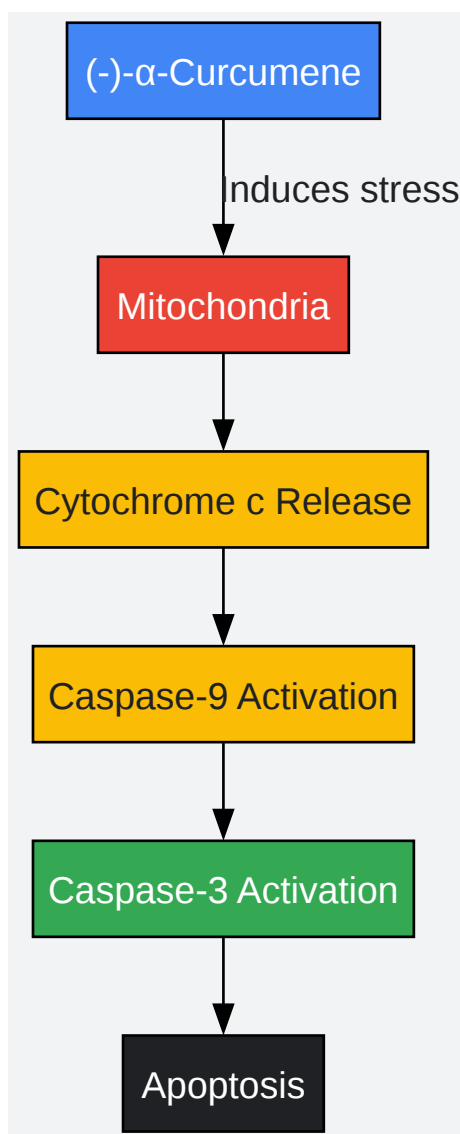 (-)-α-Curcumene
Induces stress
Mitochondria
Cytochrome c Release
Caspase-9 Activation
Caspase-3 Activation
Apoptosis